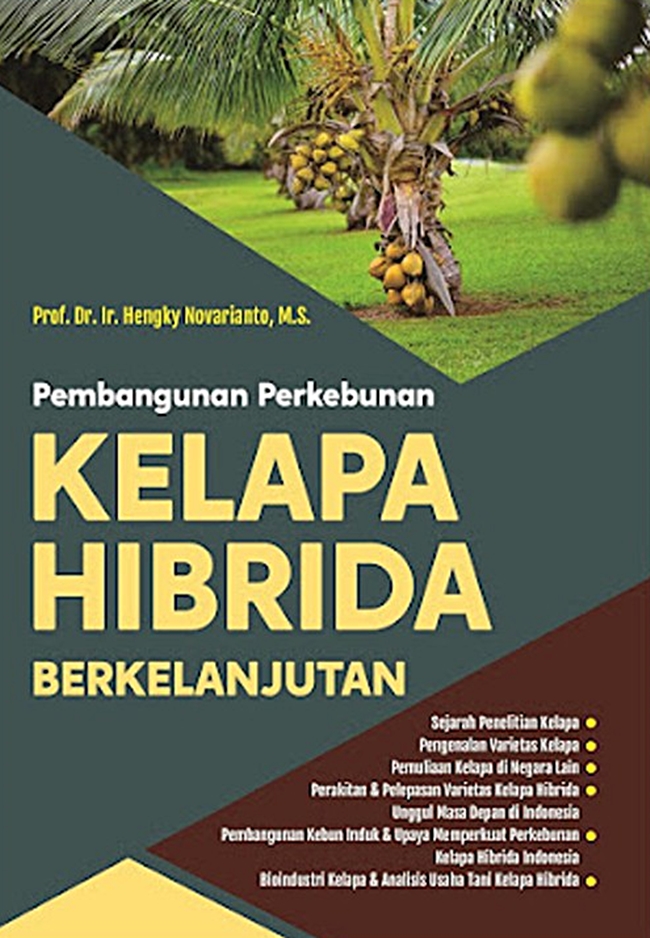 Prof. Dr. Ir. Hengky Novarianto, M.S.
Pembangunan Perkebunan
KELAPA
HIBRIDA
BERKELANJUTAN
Sejarah Penelitian Kelapa
Pengenalan Varietas Kelapa
Pemuliaan Kelapa di Negara Lain
Perakitan & Pelepasan Varietas Kelapa Hibrida
Unggul Masa Depan di Indonesia
Pembangunan Kebun Induk & Upaya Memperkuat Perkebunan
Kelapa Hibrida Indonesia
Bioindustri Kelapa & Analisis Usaha Tani Kelapa Hibrida